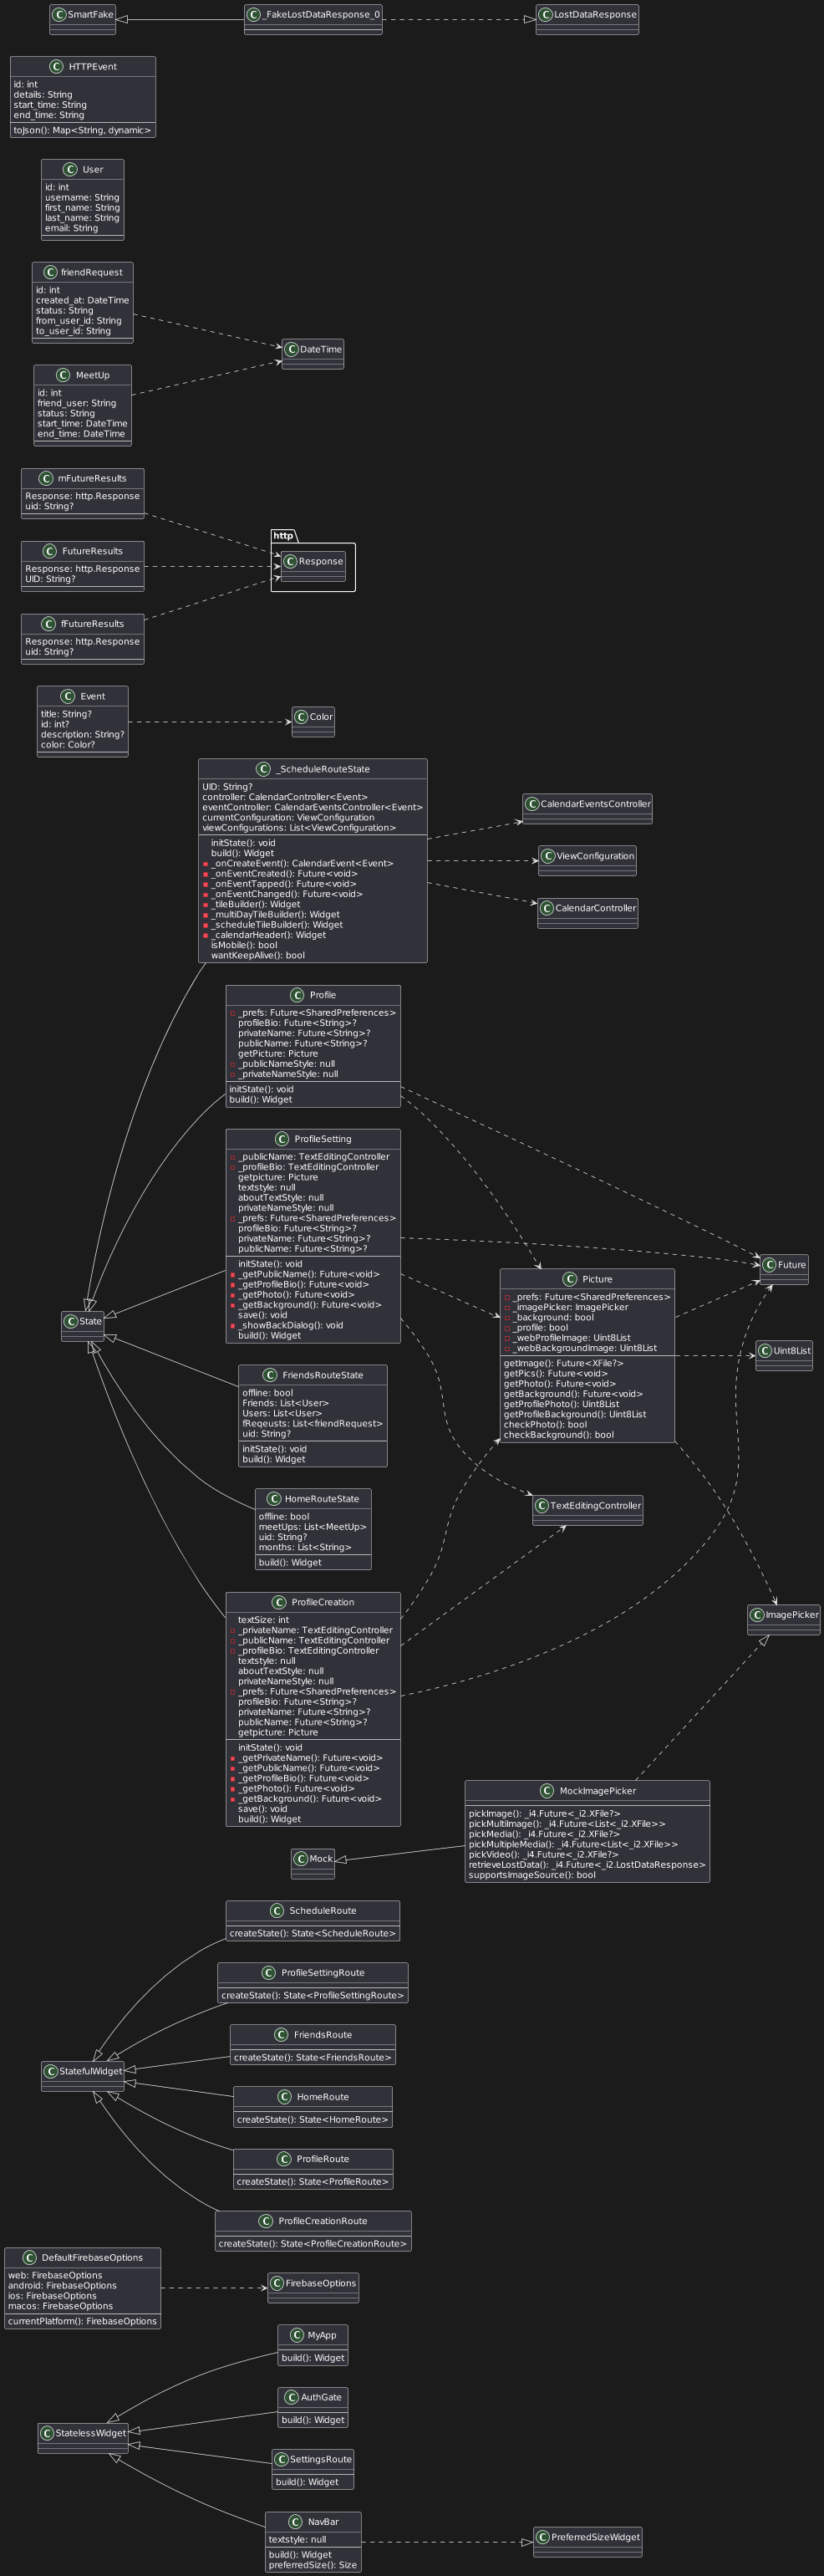 C SmartFake
C _FakeLostDataResponse_0
C LostDataResponse
C HTTPEvent
id: int
details: String
start_time: String
end_time: String
toJson(): Map<String, dynamic>
C User
id: int
username: String
first_name: String
last_name: String
email: String
C friendRequest
id: int
created_at: DateTime
status: String
from_user_id: String
to_user_id: String
C DateTime
C MeetUp
id: int
friend_user: String
status: String
start_time: DateTime
end_time: DateTime
C mFutureResults
Response: http.Response
uid: String?
http
C Response
C FutureResults
Response: http.Response
UID: String?
C fFutureResults
Response: http.Response
uid: String?
C Event
title: String?
id: int?
description: String?
color: Color?
C Color
C _ScheduleRouteState
UID: String?
controller: CalendarController<Event>
eventController: CalendarEventsController<Event>
currentConfiguration: ViewConfiguration
viewConfigurations: List<ViewConfiguration>
initState(): void
build(): Widget
_onCreateEvent(): CalendarEvent<Event>
_onEventCreated(): Future<void>
_onEventTapped(): Future<void>
_onEventChanged(): Future<void>
_tileBuilder(): Widget
_multiDayTileBuilder(): Widget
_scheduleTileBuilder(): Widget
_calendarHeader(): Widget
isMobile(): bool
wantKeepAlive(): bool
C CalendarEventsController
C ViewConfiguration
C CalendarController
C Profile
_prefs: Future<SharedPreferences>
profileBio: Future<String>?
privateName: Future<String>?
publicName: Future<String>?
getPicture: Picture
_publicNameStyle: null
_privateNameStyle: null
initState(): void
build(): Widget
C ProfileSetting
_publicName: TextEditingController
_profileBio: TextEditingController
getpicture: Picture
textstyle: null
aboutTextStyle: null
privateNameStyle: null
_prefs: Future<SharedPreferences>
profileBio: Future<String>?
privateName: Future<String>?
publicName: Future<String>?
initState(): void
_getPublicName(): Future<void>
_getProfileBio(): Future<void>
_getPhoto(): Future<void>
_getBackground(): Future<void>
save(): void
_showBackDialog(): void
build(): Widget
C State
C Picture
_prefs: Future<SharedPreferences>
_imagePicker: ImagePicker
_background: bool
_profile: bool
_webProfileImage: Uint8List
_webBackgroundImage: Uint8List
getImage(): Future<XFile?>
getPics(): Future<void>
getPhoto(): Future<void>
getBackground(): Future<void>
getProfilePhoto(): Uint8List
getProfileBackground(): Uint8List
checkPhoto(): bool
checkBackground(): bool
C Future
C Uint8List
C FriendsRouteState
offline: bool
Friends: List<User>
Users: List<User>
fReqeusts: List<friendRequest>
uid: String?
initState(): void
build(): Widget
C HomeRouteState
offline: bool
meetUps: List<MeetUp>
uid: String?
months: List<String>
build(): Widget
C TextEditingController
C ProfileCreation
textSize: int
_privateName: TextEditingController
_publicName: TextEditingController
_profileBio: TextEditingController
textstyle: null
aboutTextStyle: null
privateNameStyle: null
_prefs: Future<SharedPreferences>
profileBio: Future<String>?
privateName: Future<String>?
publicName: Future<String>?
getpicture: Picture
initState(): void
_getPrivateName(): Future<void>
_getPublicName(): Future<void>
_getProfileBio(): Future<void>
_getPhoto(): Future<void>
_getBackground(): Future<void>
save(): void
build(): Widget
C ImagePicker
C MockImagePicker
pickImage(): _i4.Future<_i2.XFile?>
pickMultiImage(): _i4.Future<List<_i2.XFile>>
pickMedia(): _i4.Future<_i2.XFile?>
pickMultipleMedia(): _i4.Future<List<_i2.XFile>>
pickVideo(): _i4.Future<_i2.XFile?>
retrieveLostData(): _i4.Future<_i2.LostDataResponse>
supportsImageSource(): bool
C Mock
C ScheduleRoute
createState(): State<ScheduleRoute>
C ProfileSettingRoute
createState(): State<ProfileSettingRoute>
C FriendsRoute
createState(): State<FriendsRoute>
C StatefulWidget
C HomeRoute
createState(): State<HomeRoute>
C ProfileRoute
createState(): State<ProfileRoute>
C ProfileCreationRoute
createState(): State<ProfileCreationRoute>
C DefaultFirebaseOptions
web: FirebaseOptions
android: FirebaseOptions
ios: FirebaseOptions
macos: FirebaseOptions
currentPlatform(): FirebaseOptions
C FirebaseOptions
C MyApp
build(): Widget
C AuthGate
build(): Widget
C StatelessWidget
C SettingsRoute
build(): Widget
C NavBar
textstyle: null
build(): Widget
preferredSize(): Size
C PreferredSizeWidget